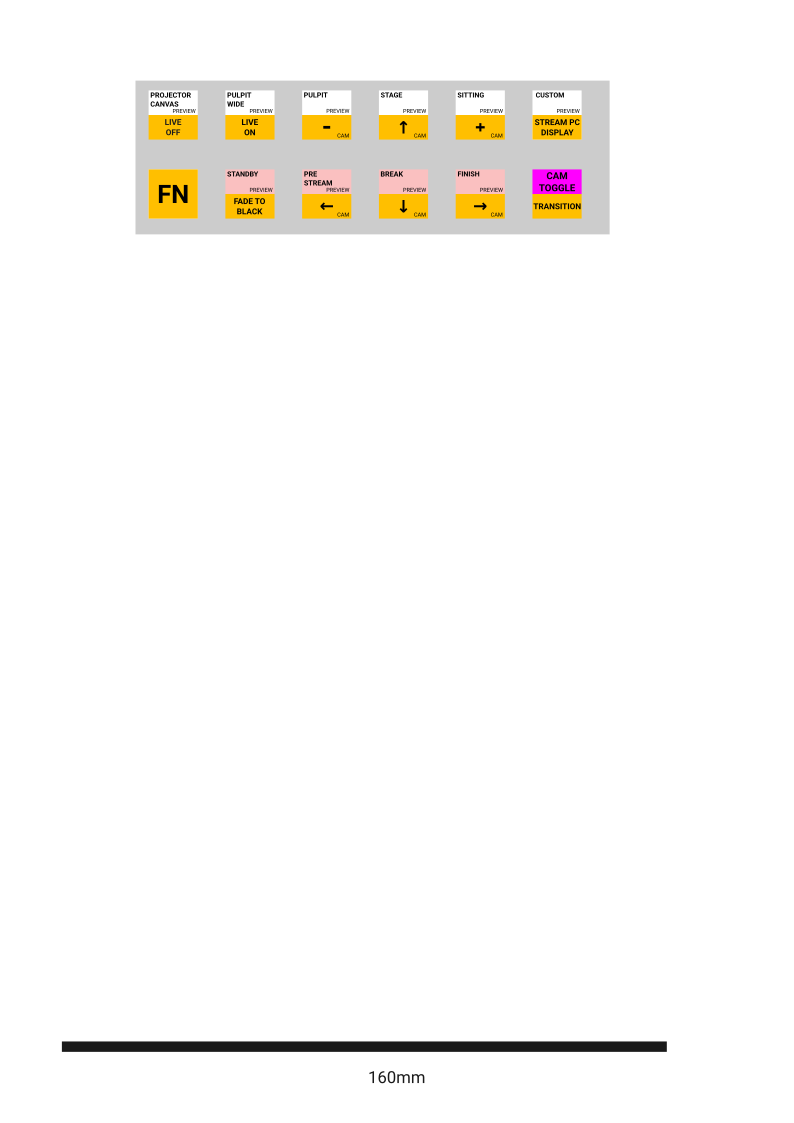 PROJECTOR
CANVAS
PREVIEW
LIVE
OFF
PULPIT
WIDE
PREVIEW
LIVE
ON
PULPIT
PREVIEW
-
CAM
STAGE
PREVIEW
↑
CAM
SITTING
PREVIEW
+
CAM
CUSTOM
PREVIEW
STREAM PC
DISPLAY
FN
STANDBY
PREVIEW
FADE TO
BLACK
PRE
STREAM
PREVIEW
←
CAM
BREAK
PREVIEW
↓
CAM
FINISH
PREVIEW
→
CAM
CAM
TOGGLE
TRANSITION
160mm